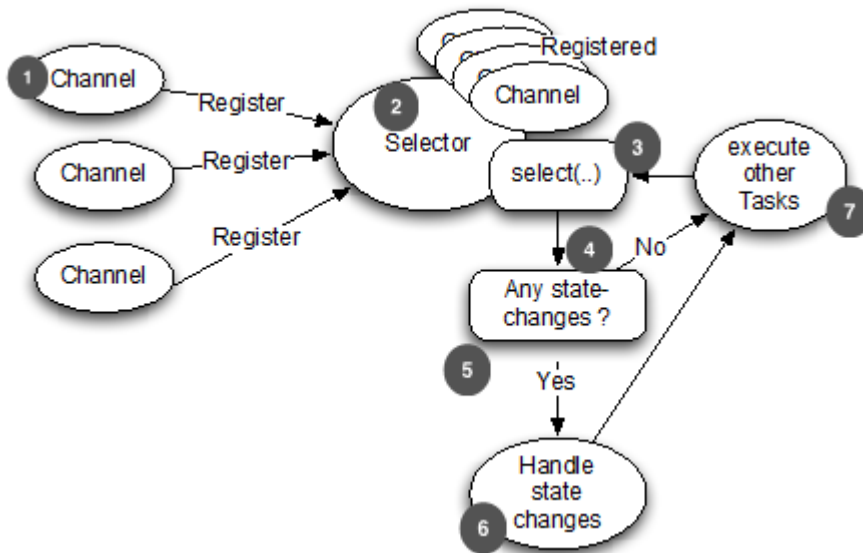 Registered
1
Channel
Channel
Register
2
Selector
Register
Channel
select(..)
3
execute
other
Tasks
7
Register
Channel
4
No
Any state-
changes ?
5
Yes
Handle
state
changes
6